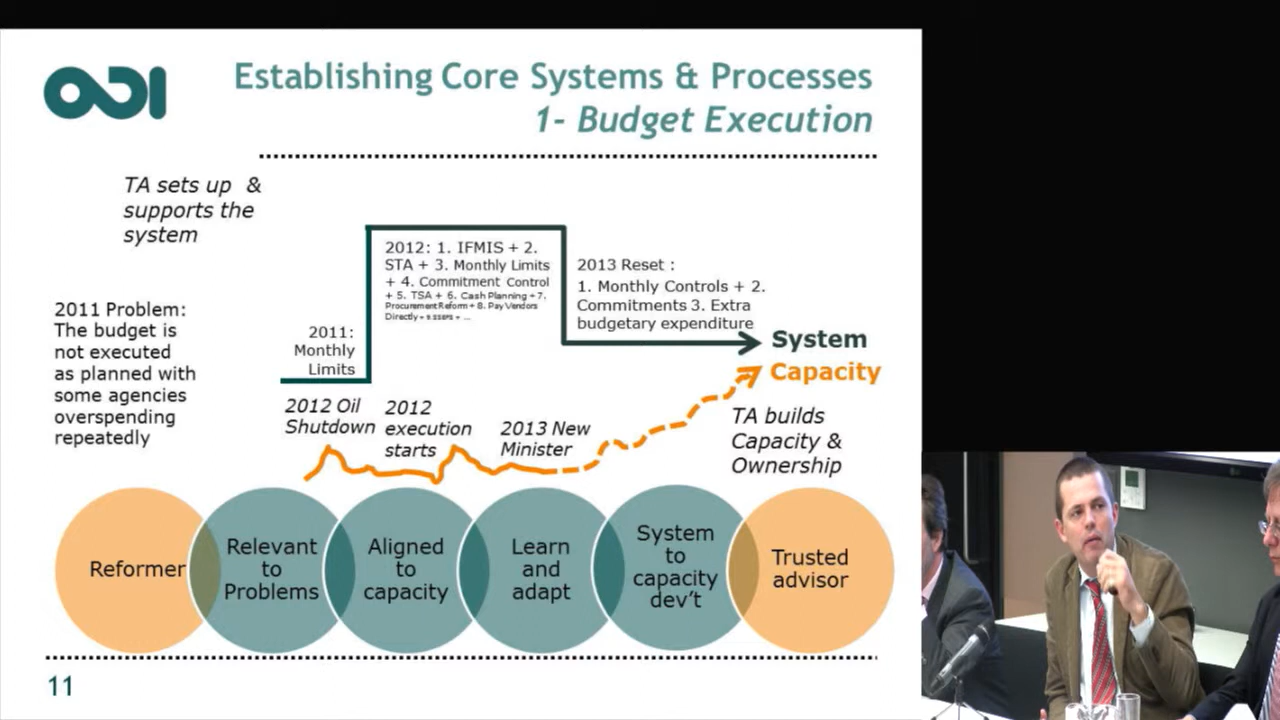 ODI
Establishing Core Systems & Processes
1- Budget Execution
TA sets up &
supports the
system
2011 Problem:
The budget is
not executed
as planned with
some agencies
overspending
repeatedly
2011:
Monthly
Limits
2012: 1. IFMIS + 2.
STA + 3. Monthly Limits
+ 4. Commitment Control
+ 5. TSA + 6. Cash Planning + 7.
Procurement Reform + 8. Pay Vendors
Directly +
2013 Reset :
1. Monthly Controls + 2.
Commitments 3. Extra
budgetary expenditure
System
Capacity
2012 Oil
Shutdown
2012
execution
starts
2013 New
Minister
TA builds
Capacity &
Ownership
Reformer
Relevant
to
Problems
Aligned
to
capacity
Learn
and
adapt
System
to
capacity
dev't
Trusted
advisor
11